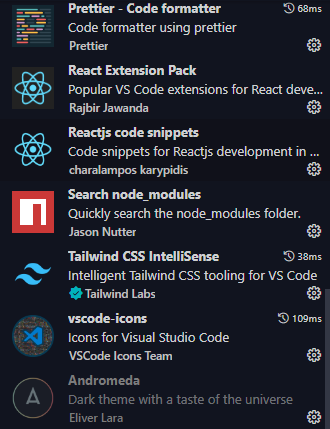 Prettier - Code formatter 68ms
Code formatter using prettier
Prettier
React Extension Pack
Popular VS Code extensions for React deve...
Rajbir Jawanda
Reactjs code snippets
Code snippets for Reactjs development in ...
charalampos karypidis
Search node_modules
Quickly search the node_modules folder.
Jason Nutter
Tailwind CSS IntelliSense 38ms
Intelligent Tailwind CSS tooling for VS Code
Tailwind Labs
vscode-icons 109ms
Icons for Visual Studio Code
VSCode Icons Team
Andromeda
Dark theme with a taste of the universe
Eliver Lara